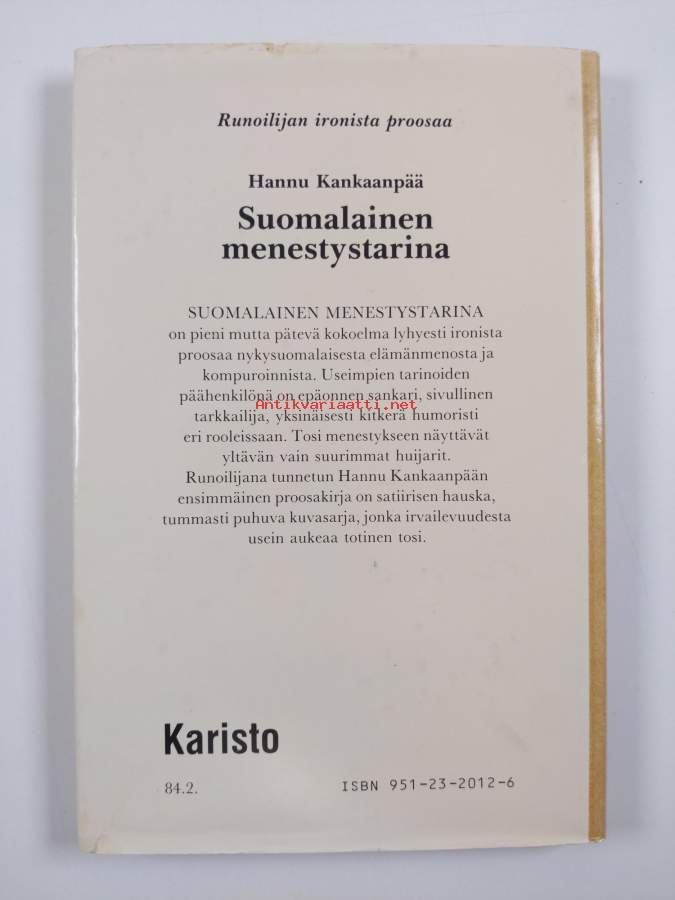 Runoilijan ironista proosaa
Hannu Kankaanpää
Suomalainen
menestystarina
SUOMALAINEN MENESTYSTARINA
on pieni mutta pätevä kokoelma lyhyesti ironista
proosaa nykysuomalaisesta elämänmenosta ja
kompuroinnista. Useimpien tarinoiden
päähenkilönä on epäonnen sankari, sivullinen
Antikvariaatti.net
tarkkailija, yksinäisesti kitkerä humoristi
eri rooleissaan. Tosi menestykseen näyttävät
yltävän vain suurimmat huijarit.
Runoilijana tunnetun Hannu Kankaanpään
ensimmäinen proosakirja on satiirisen hauska,
tummasti puhuva kuvasarja, jonka irvailevuudesta
usein aukeaa totinen tosi.
Karisto
84.2.
ISBN 951-23-2012-6